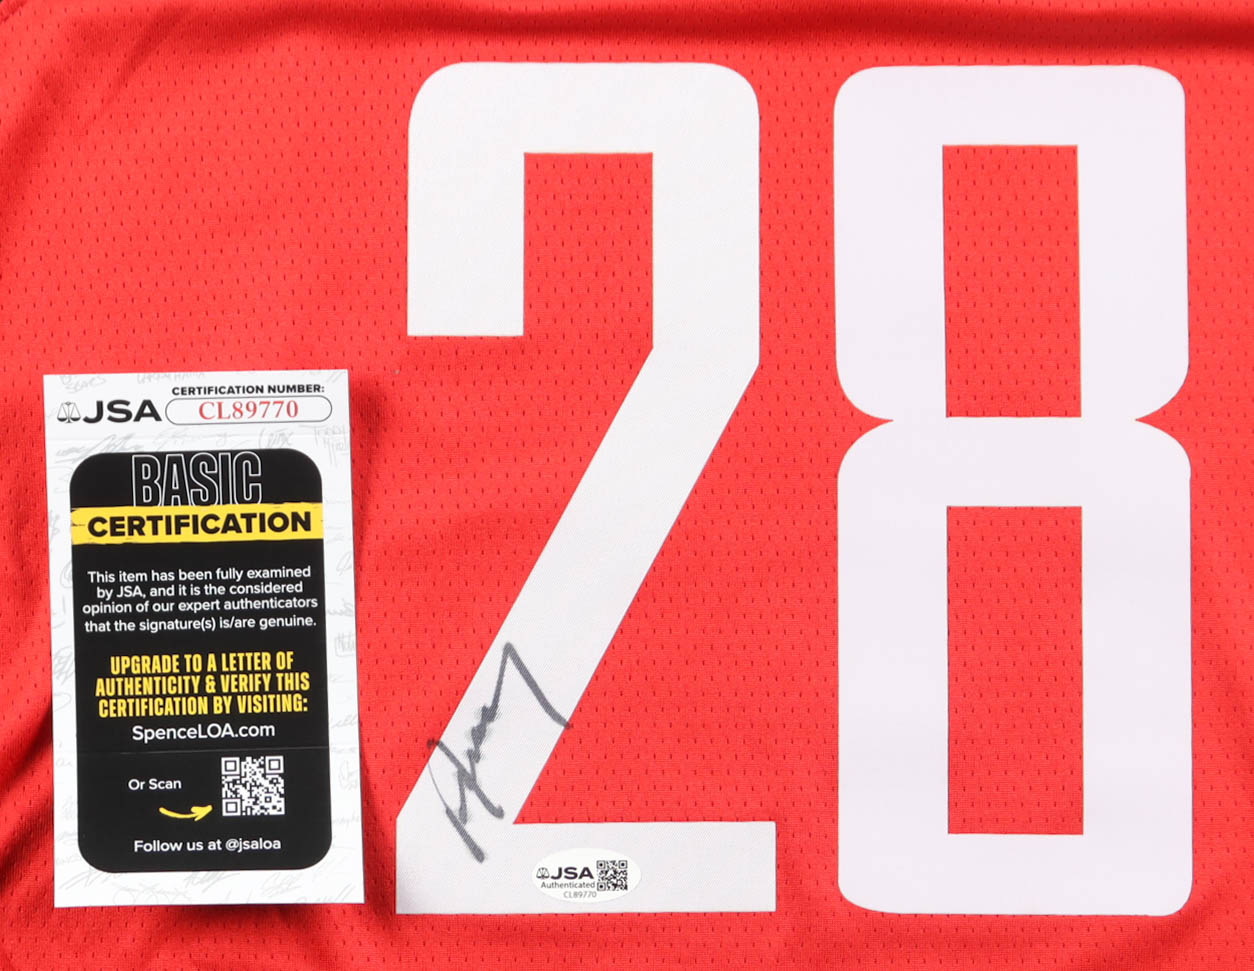 28
CERTIFICATION NUMBER:
JSA CL89770
BASIC
CERTIFICATION
This item has been fully examined
by JSA, and it is the considered
opinion of our expert authenticators
that the signature(s) is/are genuine.
UPGRADE TO A LETTER OF
AUTHENTICITY & VERIFY THIS
CERTIFICATION BY VISITING:
SpenceLOA.com
Or Scan
Follow us at @jsaloa
JSA
Authenticated
CL89770